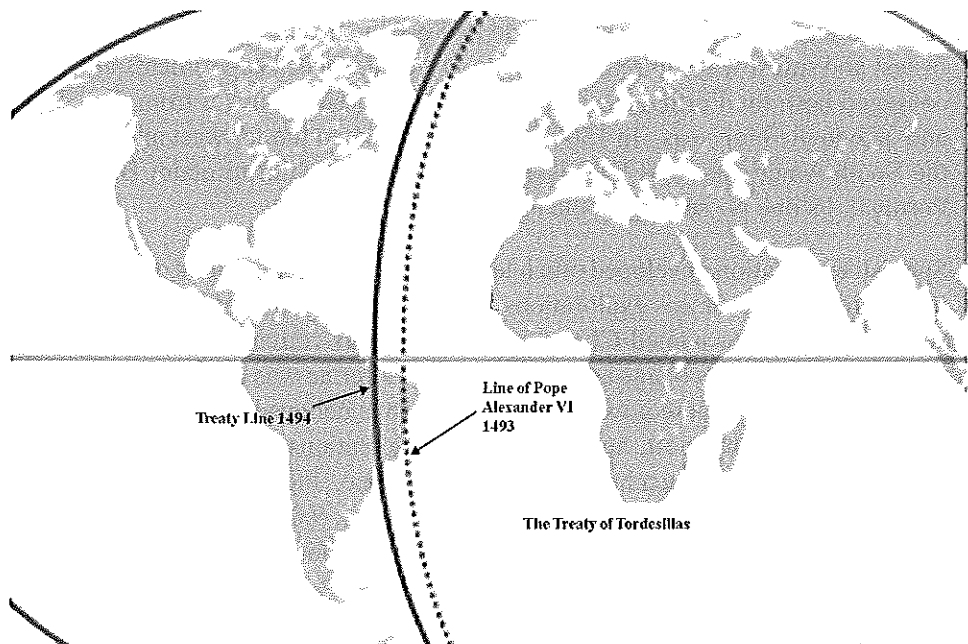 Treaty Line 1494
Line of Pope
Alexander VI
1493
The Treaty of Tordesillas